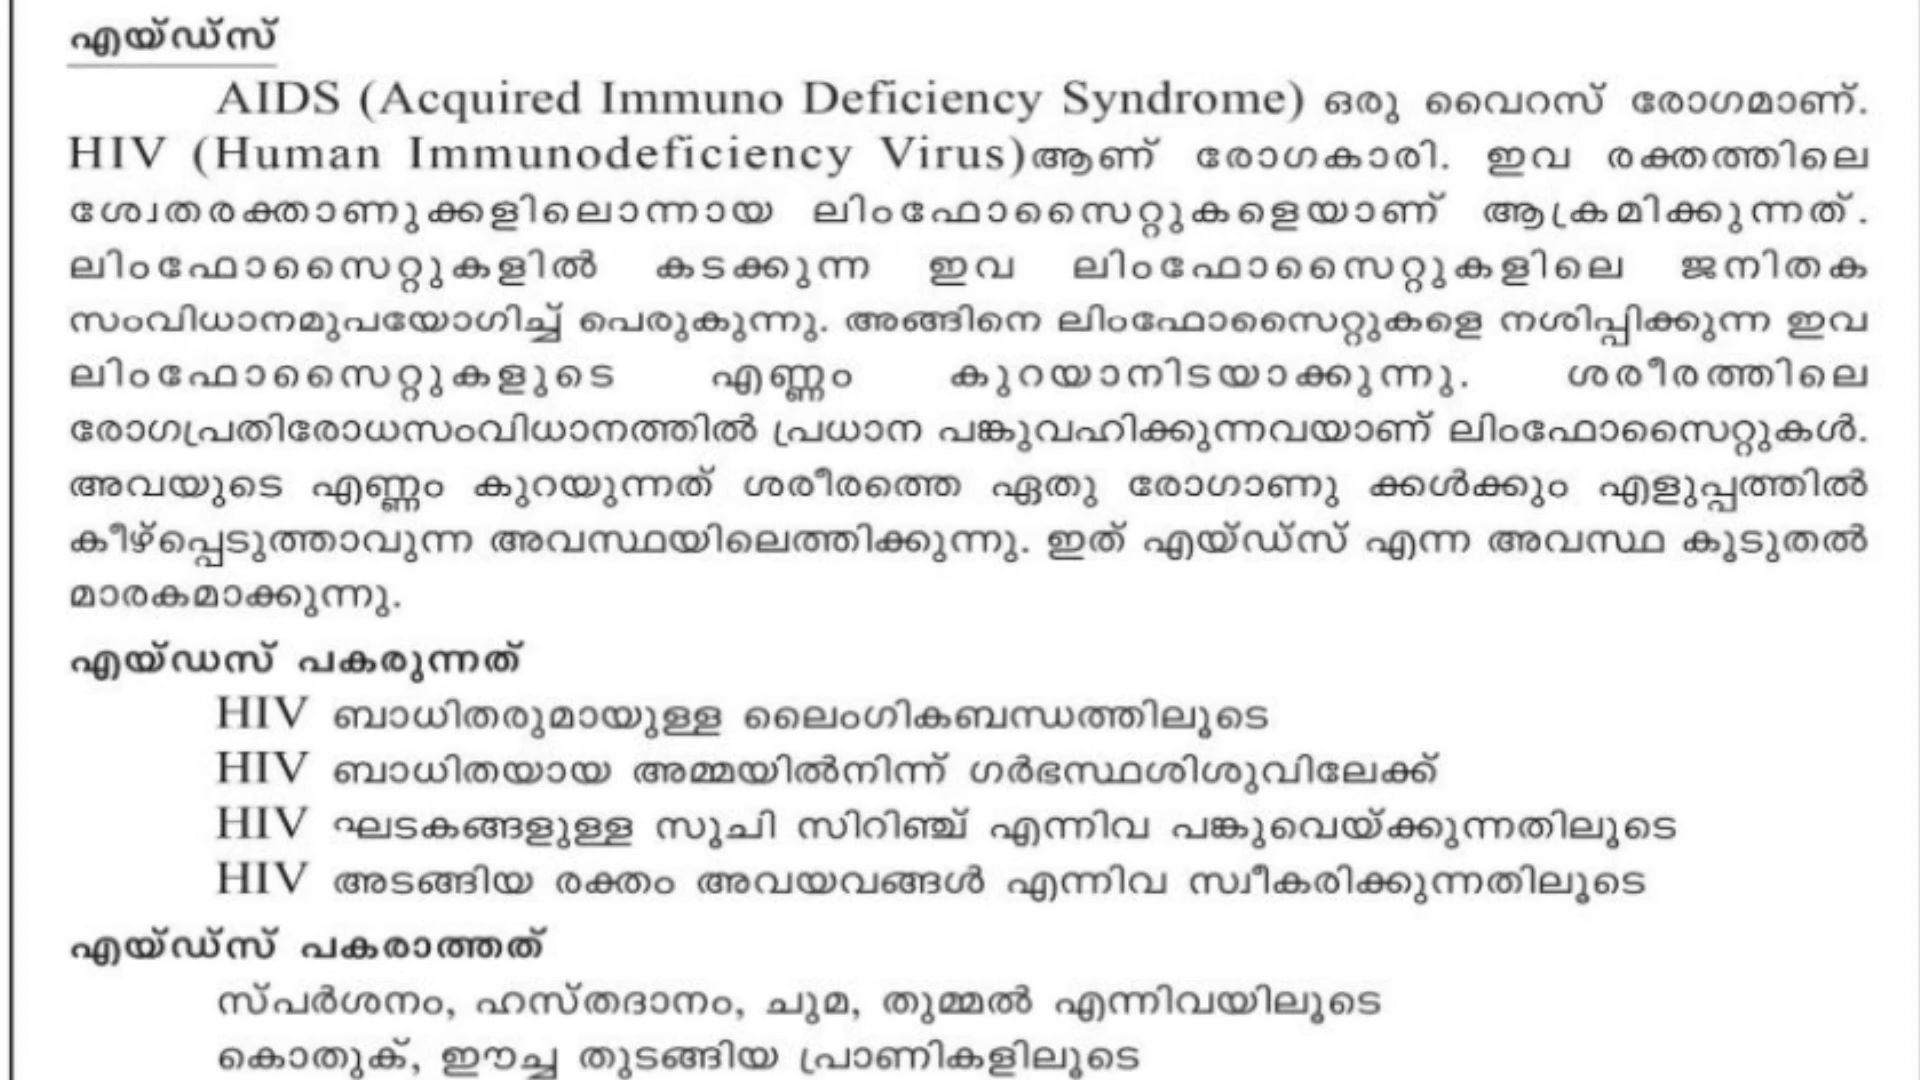 എയ്ഡ്സ്
AIDS (Acquired Immuno Deficiency Syndrome) ഒരു വൈറസ് രോഗമാണ്.
HIV (Human Immunodeficiency Virus)ആണ് രോഗകാരി. ഇവ രക്തത്തിലെ
ശ്വേതരക്താണുക്കളിലൊന്നായ ലിംഫോസൈറ്റുകളെയാണ് ആക്രമിക്കുന്നത്.
ലിംഫോസൈറ്റുകളിൽ കടക്കുന്ന ഇവ ലിംഫോസൈറ്റുകളിലെ ജനിതക
സംവിധാനമുപയോഗിച്ച് പെരുകുന്നു. അങ്ങിനെ ലിംഫോസൈറ്റുകളെ നശിപ്പിക്കുന്ന ഇവ
ലിംഫോസൈറ്റുകളുടെ എണ്ണം കുറയാനിടയാക്കുന്നു. ശരീരത്തിലെ
രോഗപ്രതിരോധസംവിധാനത്തിൽ പ്രധാന പങ്കുവഹിക്കുന്നവയാണ് ലിംഫോസൈറ്റുകൾ.
അവയുടെ എണ്ണം കുറയുന്നത് ശരീരത്തെ ഏതു രോഗാണു ക്കൾക്കും എളുപ്പത്തിൽ
കീഴ്പ്പെടുത്താവുന്ന അവസ്ഥയിലെത്തിക്കുന്നു. ഇത് എയ്ഡ്സ് എന്ന അവസ്ഥ കൂടുതൽ
മാരകമാക്കുന്നു.
എയ്ഡസ് പകരുന്നത്
HIV ബാധിതരുമായുള്ള ലൈംഗികബന്ധത്തിലൂടെ
HIV ബാധിതയായ അമ്മയിൽനിന്ന് ഗർഭസ്ഥശിശുവിലേക്ക്
HIV ഘടകങ്ങളുള്ള സൂചി സിറിഞ്ച് എന്നിവ പങ്കുവെയ്ക്കുന്നതിലൂടെ
HIV അടങ്ങിയ രക്തം അവയവങ്ങൾ എന്നിവ സ്വീകരിക്കുന്നതിലൂടെ
എയ്ഡ്സ് പകരാത്തത്
സ്പർശനം, ഹസ്തദാനം, ചുമ, തുമ്മൽ എന്നിവയിലൂടെ
കൊതുക്, ഈച്ച തുടങ്ങിയ പ്രാണികളിലൂടെ